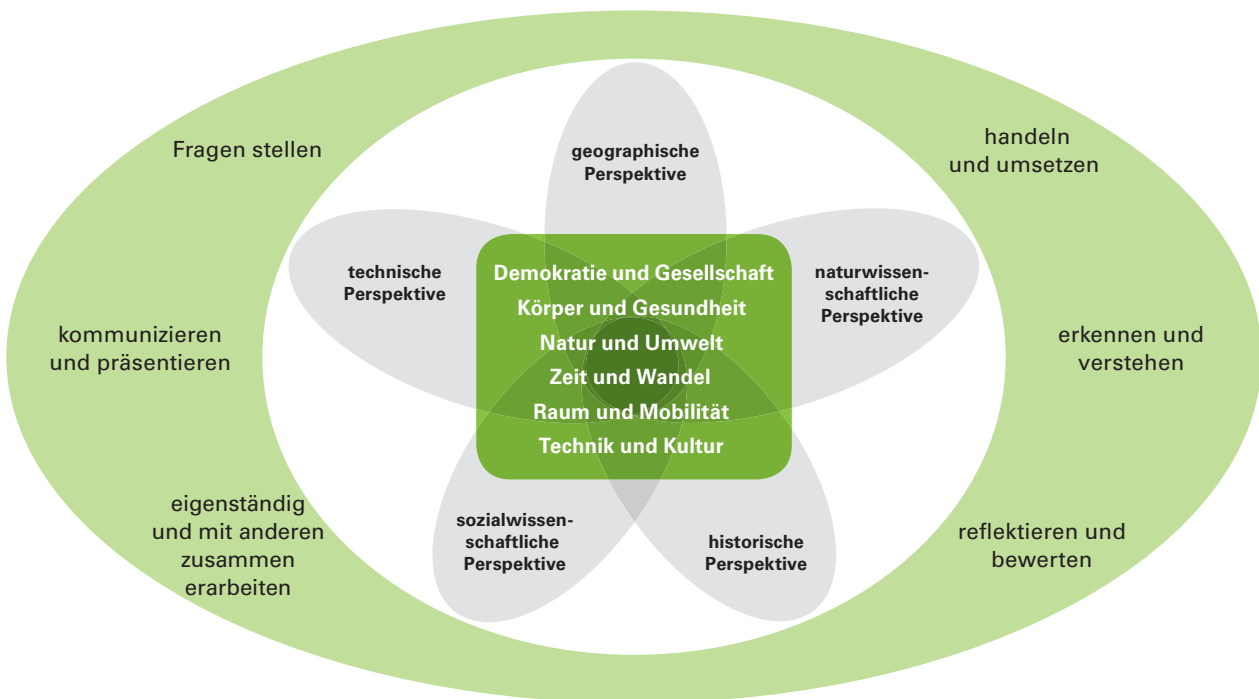 Fragen stellen
handeln
und umsetzen
geographische
Perspektive
technische
Perspektive
naturwissen-
schaftliche
Perspektive
Demokratie und Gesellschaft
Körper und Gesundheit
Natur und Umwelt
Zeit und Wandel
Raum und Mobilität
Technik und Kultur
kommunizieren
und präsentieren
erkennen und
verstehen
eigenständig
und mit anderen
zusammen
erarbeiten
sozialwissen-
schaftliche
Perspektive
historische
Perspektive
reflektieren und
bewerten